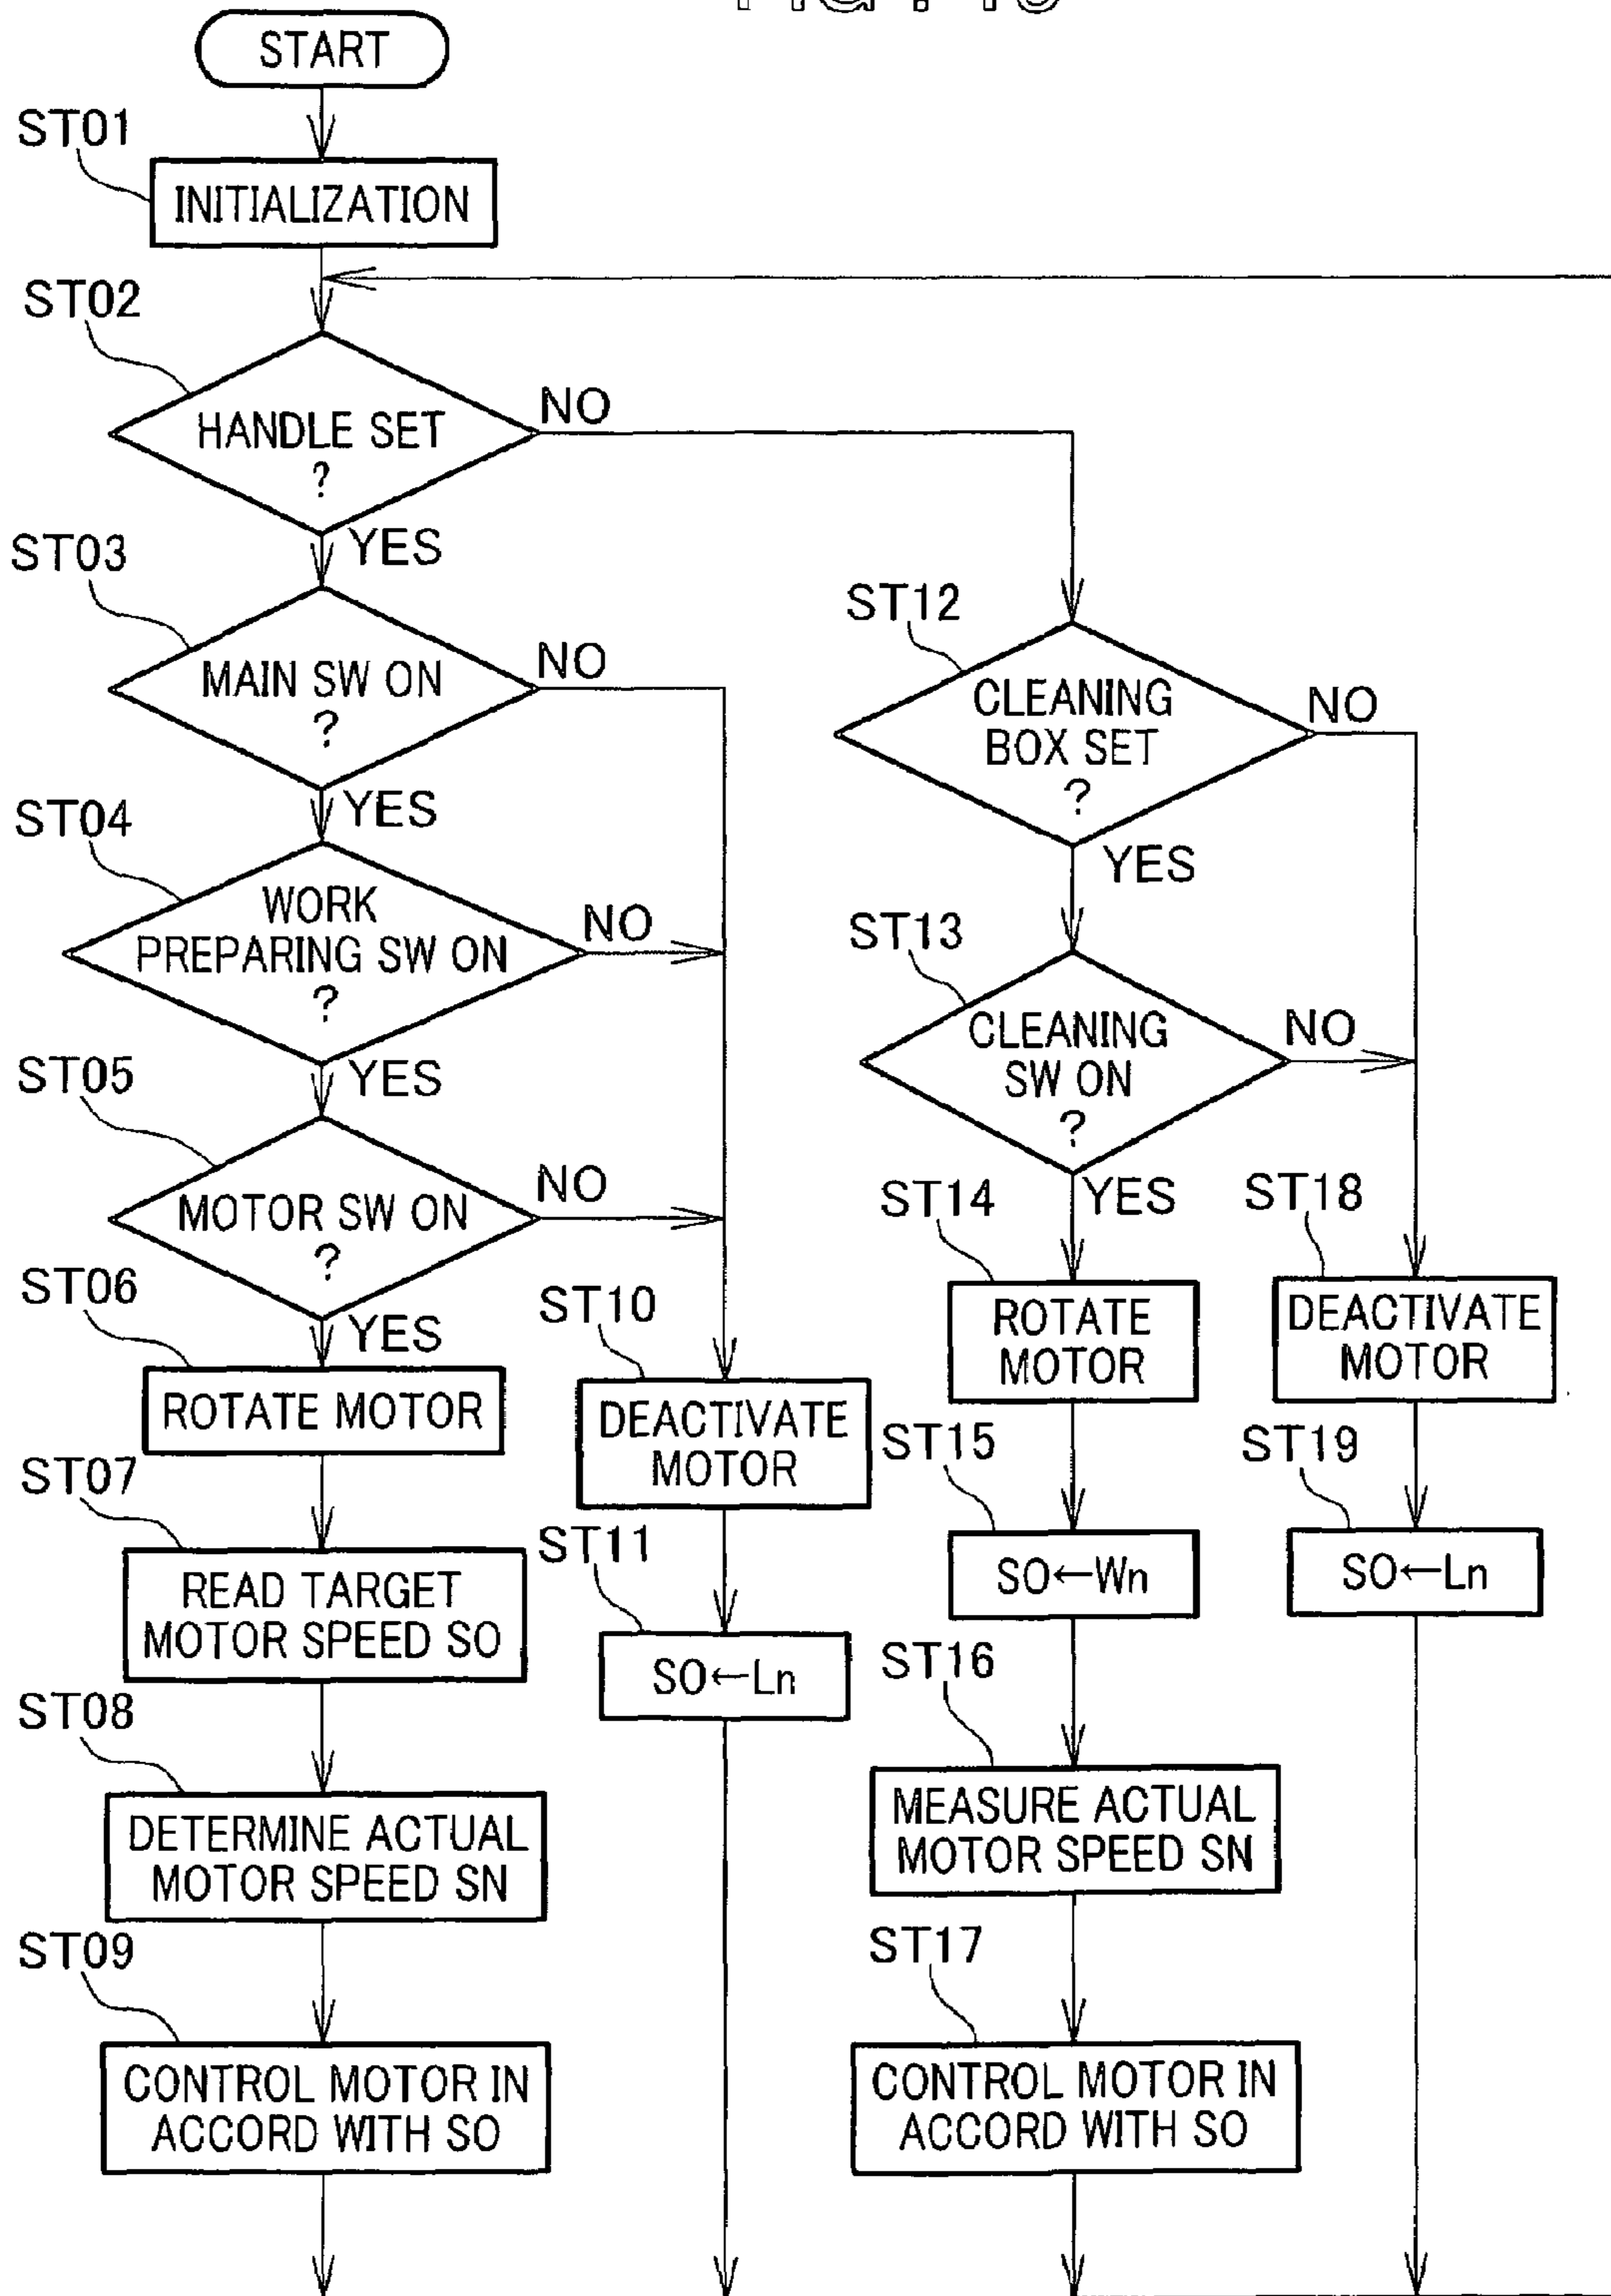 START
ST01
INITIALIZATION
ST02
HANDLE SET
?
NO
YES
ST03
MAIN SW ON
?
NO
YES
ST04
WORK
PREPARING SW ON
?
NO
YES
ST05
MOTOR SW ON
?
NO
YES
ST06
ROTATE MOTOR
ST07
READ TARGET
MOTOR SPEED SO
ST08
DETERMINE ACTUAL
MOTOR SPEED SN
ST09
CONTROL MOTOR IN
ACCORD WITH SO
ST10
DEACTIVATE
MOTOR
ST11
SO←Ln
ST12
CLEANING
BOX SET
?
NO
YES
ST13
CLEANING
SW ON
?
NO
YES
ST14
ROTATE
MOTOR
ST15
SO←Wn
ST16
MEASURE ACTUAL
MOTOR SPEED SN
ST17
CONTROL MOTOR IN
ACCORD WITH SO
ST18
DEACTIVATE
MOTOR
ST19
SO←Ln